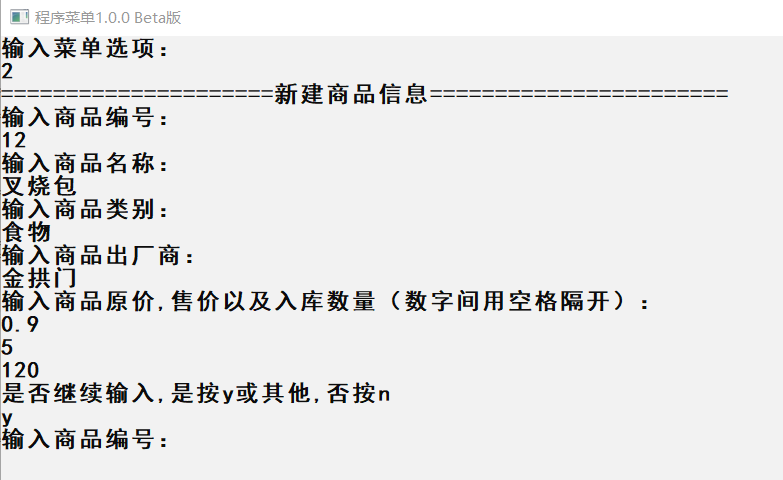 程序菜单1.0.0 Beta版
输入菜单选项：
2
=====================新建商品信息=======================
输入商品编号：
12
输入商品名称：
叉烧包
输入商品类别：
食物
输入商品出厂商：
金拱门
输入商品原价,售价以及入库数量（数字间用空格隔开）：
0.9
5
120
是否继续输入,是按y或其他,否按n
y
输入商品编号：